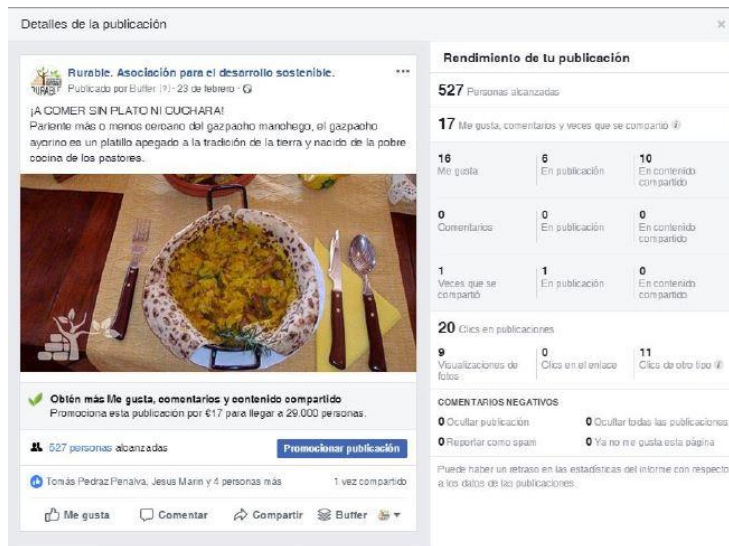 Detalles de la publicación
×
Rurable. Asociación para el desarrollo sostenible.
Publicado por Buffer [?] · 23 de febrero ·
¡A COMER SIN PLATO NI CUCHARA!
Pariente más o menos cercano del gazpacho manchego, el gazpacho
ayorino es un platillo apegado a la tradición de la tierra y nacido de la pobre
cocina de los pastores.
Obtén más Me gusta, comentarios y contenido compartido
Promociona esta publicación por €17 para llegar a 29.000 personas.
527 personas alcanzadas
Promocionar publicación
Tomás Pedraz Penalva, Jesus Marin y 4 personas más
1 vez compartido
Me gusta
Comentar
Compartir
Buffer
Rendimiento de tu publicación
527 Personas alcanzadas
17 Me gusta, comentarios y veces que se compartió
16 6 10
Me gusta En publicación En contenido
compartido
0 0 0
Comentarios En publicación En contenido
compartido
1 1 0
Veces que se En publicación En contenido
compartió compartido
20 Clics en publicaciones
9 0 11
Visualizaciones de Clics en el enlace Clics de otro tipo
fotos
COMENTARIOS NEGATIVOS
0 Ocultar publicación 0 Ocultar todas las publicaciones
0 Reportar como spam 0 Ya no me gusta esta página
Puede haber un retraso en las estadísticas del informe con respecto
a los datos de las publicaciones.